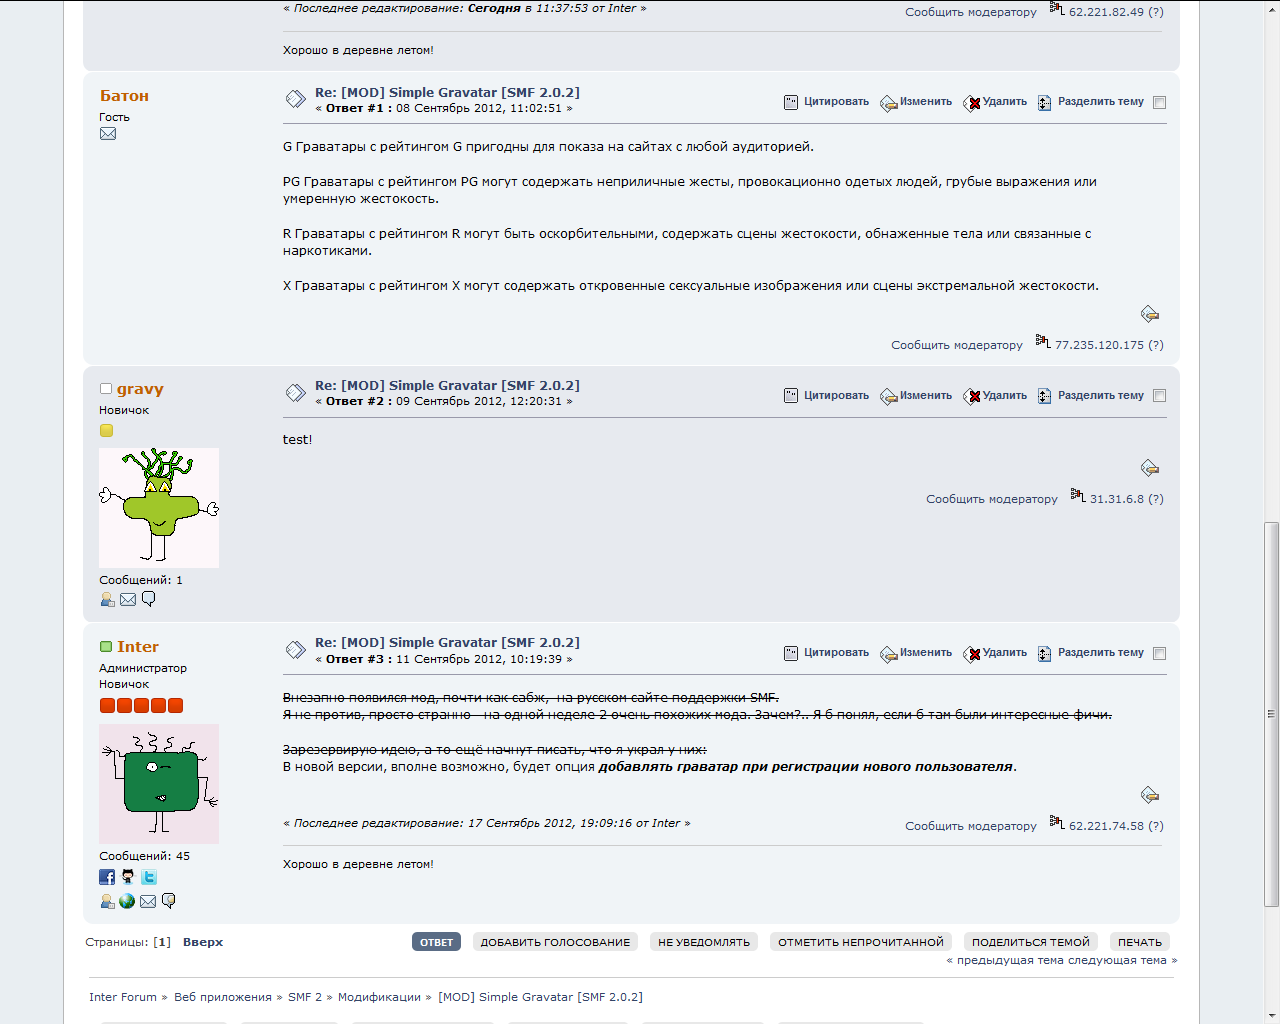 « Последнее редактирование: Сегодня в 11:37:53 от Inter »
Сообщить модератору 62.221.82.49 (?)
Хорошо в деревне летом!
Батон
Гость
Re: [MOD] Simple Gravatar [SMF 2.0.2]
« Ответ #1 : 08 Сентябрь 2012, 11:02:51 »
Цитировать Изменить Удалить Разделить тему
G Граватары с рейтингом G пригодны для показа на сайтах с любой аудиторией.
PG Граватары с рейтингом PG могут содержать неприличные жесты, провокационно одетых людей, грубые выражения или
умеренную жестокость.
R Граватары с рейтингом R могут быть оскорбительными, содержать сцены жестокости, обнаженные тела или связанные с
наркотиками.
X Граватары с рейтингом X могут содержать откровенные сексуальные изображения или сцены экстремальной жестокости.
Сообщить модератору 77.235.120.175 (?)
gravy
Новичок
Сообщений: 1
Re: [MOD] Simple Gravatar [SMF 2.0.2]
« Ответ #2 : 09 Сентябрь 2012, 12:20:31 »
Цитировать Изменить Удалить Разделить тему
test!
Сообщить модератору 31.31.6.8 (?)
Inter
Администратор
Новичок
Сообщений: 45
Re: [MOD] Simple Gravatar [SMF 2.0.2]
« Ответ #3 : 11 Сентябрь 2012, 10:19:39 »
Цитировать Изменить Удалить Разделить тему
Внезапно появился мод, почти как сабж,  на русском сайте поддержки SMF.
Я не против, просто странно - на одной неделе 2 очень похожих мода. Зачем?.. Я б понял, если б там были интересные фичи.
Зарезервирую идею, а то ещё начнут писать, что я украл у них:
В новой версии, вполне возможно, будет опция добавлять граватар при регистрации нового пользователя.
« Последнее редактирование: 17 Сентябрь 2012, 19:09:16 от Inter »
Сообщить модератору 62.221.74.58 (?)
Хорошо в деревне летом!
Страницы: [1] Вверх
ОТВЕТ ДОБАВИТЬ ГОЛОСОВАНИЕ НЕ УВЕДОМЛЯТЬ ОТМЕТИТЬ НЕПРОЧИТАННОЙ ПОДЕЛИТЬСЯ ТЕМОЙ ПЕЧАТЬ
« предыдущая тема следующая тема »
Inter Forum » Веб приложения » SMF 2 » Модификации » [MOD] Simple Gravatar [SMF 2.0.2]